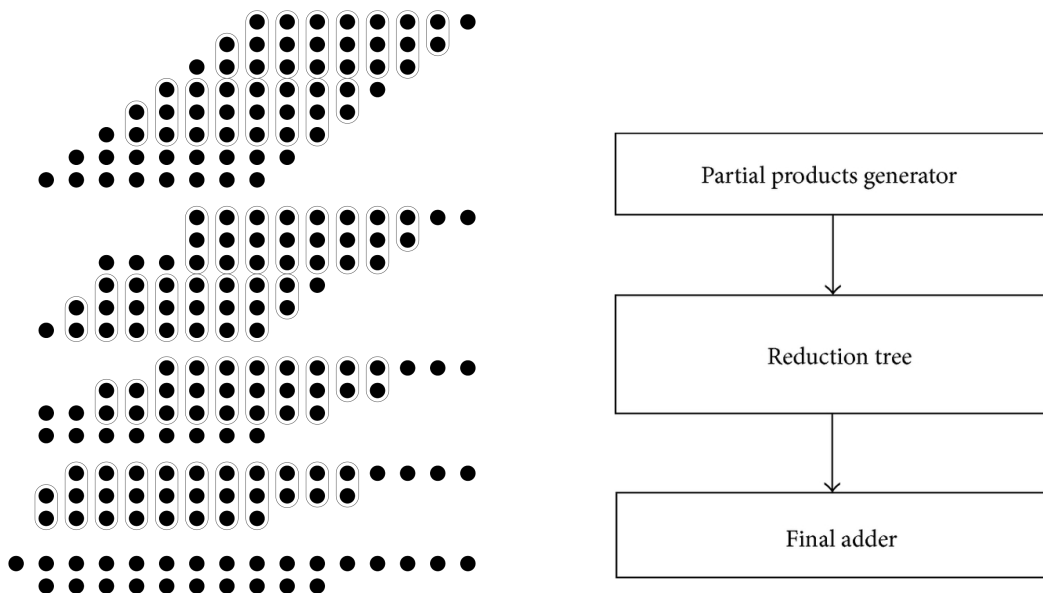 Partial products generator
Reduction tree
Final adder